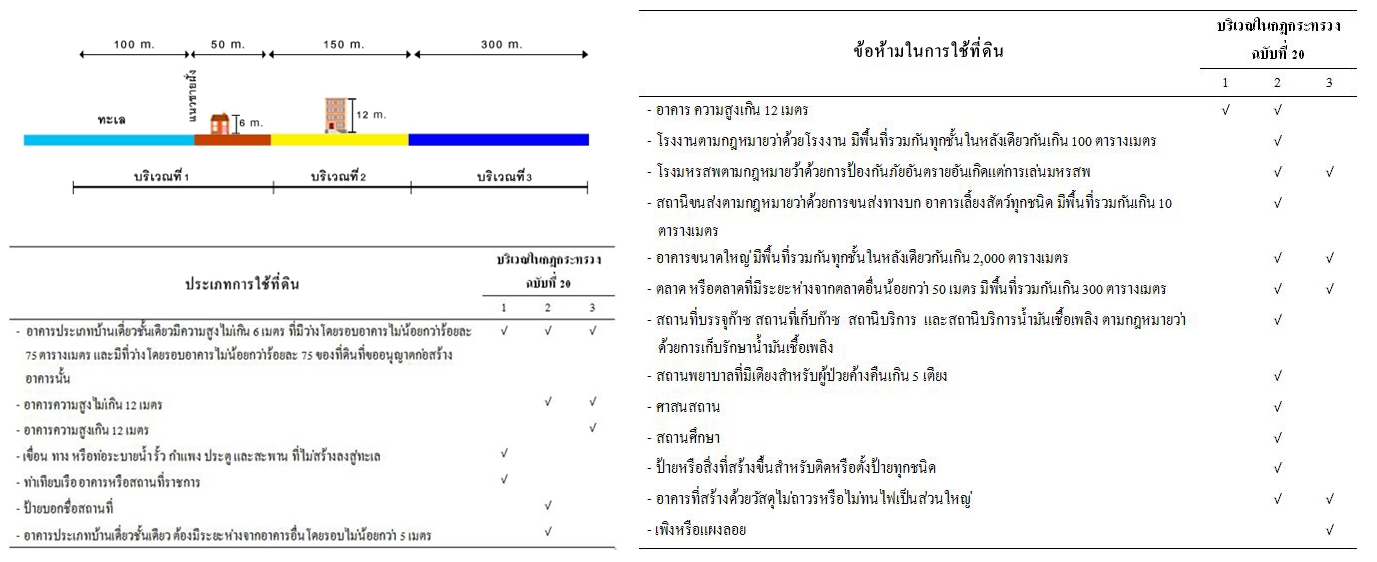 100 m. 50 m. 150 m. 300 m.
แนวชายฝั่ง
ทะเล
6 m.
12 m.
บริเวณที่ 1 บริเวณที่ 2 บริเวณที่ 3
ประเภทการใช้ที่ดิน
บริเวณในกฎกระทรวง
ฉบับที่ 20
1 2 3
- อาคารประเภทบ้านเดี่ยวชั้นเดียวมีความสูงไม่เกิน 6 เมตร ที่มีว่างโดยรอบอาคารไม่น้อยกว่าร้อยละ √ √ √
75 ตารางเมตร และมีที่ว่างโดยรอบอาคารไม่น้อยกว่าร้อยละ 75 ของที่ดินที่ขออนุญาตก่อสร้าง
อาคารนั้น
- อาคารความสูงไม่เกิน 12 เมตร √ √
- อาคารความสูงเกิน 12 เมตร √
- เขื่อน ทาง หรือท่อระบายน้ำ รั้ว กำแพง ประตู และสะพาน ที่ไม่สร้างลงสู่ทะเล √
- ท่าเทียบเรือ อาคารหรือสถานที่ราชการ √
- ป้ายบอกชื่อสถานที่ √
- อาคารประเภทบ้านเดี่ยวชั้นเดียว ต้องมีระยะห่างจากอาคารอื่นโดยรอบไม่น้อยกว่า 5 เมตร √
ข้อห้ามในการใช้ที่ดิน
บริเวณในกฎกระทรวง
ฉบับที่ 20
1 2 3
- อาคาร ความสูงเกิน 12 เมตร √ √
- โรงงานตามกฎหมายว่าด้วยโรงงาน มีพื้นที่รวมกันทุกชั้นในหลังเดียวกันเกิน 100 ตารางเมตร √
- โรงมหรสพตามกฎหมายว้าด้วยการป้องกันภัยอันตรายอันเกิดแต่การเล่นมหรสพ √ √
- สถานีขนส่งตามกฎหมายว่าด้วยการขนส่งทางบก อาคารเลี้ยงสัตว์ทุกชนิด มีพื้นที่รวมกันเกิน 10 √
ตารางเมตร
- อาคารขนาดใหญ่ มีพื้นที่รวมกันทุกชั้นในหลังเดียวกันเกิน 2,000 ตารางเมตร √ √
- ตลาด หรือตลาดที่มีระยะห่างจากตลาดอื่นน้อยกว่า 50 เมตร มีพื้นที่รวมกันเกิน 300 ตารางเมตร √ √
- สถานที่บรรจุก๊าซ สถานที่เก็บก๊าซ สถานีบริการ และสถานีบริการน้ำมันเชื้อเพลิง ตามกฎหมายว่า √
ด้วยการเก็บรักษาน้ำมันเชื้อเพลิง
- สถานพยาบาลที่มีเตียงสำหรับผู้ป่วยค้างคืนเกิน 5 เตียง √
- ศาสนสถาน √
- สถานศึกษา √
- ป้ายหรือสิ่งที่สร้างขึ้นสำหรับติดหรือตั้งป้ายทุกชนิด √
- อาคารที่สร้างด้วยวัสดุไม่ถาวรหรือไม่ทนไฟเป็นส่วนใหญ่ √ √
- เพิงหรือแผงลอย √